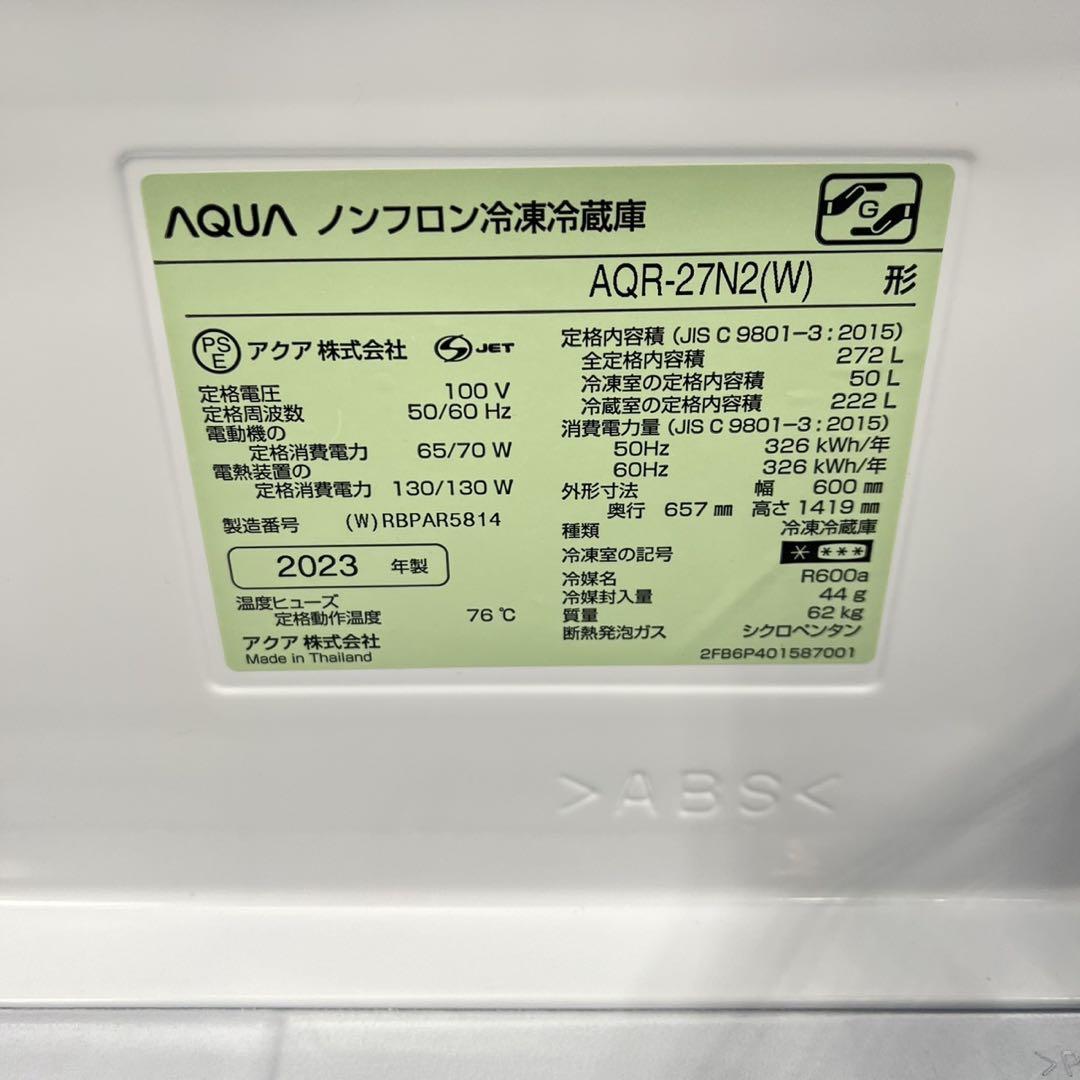 AQUA ノンフロン冷凍冷蔵庫
G
AQR-27N2(W) 形
PSE アクア 株式会社 S JET
定格電圧 100 V
定格周波数 50/60 Hz
電動機の
定格消費電力 65/70 W
電熱装置の
定格消費電力 130/130 W
製造番号 (W)RBPAR5814
2023 年製
温度ヒューズ
定格動作温度 76 ℃
アクア 株式会社
Made in Thailand
定格内容積 (JIS C 9801-3 : 2015)
全定格内容積 272 L
冷凍室の定格内容積 50 L
冷蔵室の定格内容積 222 L
消費電力量 (JIS C 9801-3 : 2015)
50Hz 326 kWh/年
60Hz 326 kWh/年
外形寸法 幅 600 ㎜
奥行 657 ㎜ 高さ 1419 ㎜
種類 冷凍冷蔵庫
冷凍室の記号 * ***
冷媒名 R600a
冷媒封入量 44 g
質量 62 kg
断熱発泡ガス シクロペンタン
2FB6P401587001
>ABS<